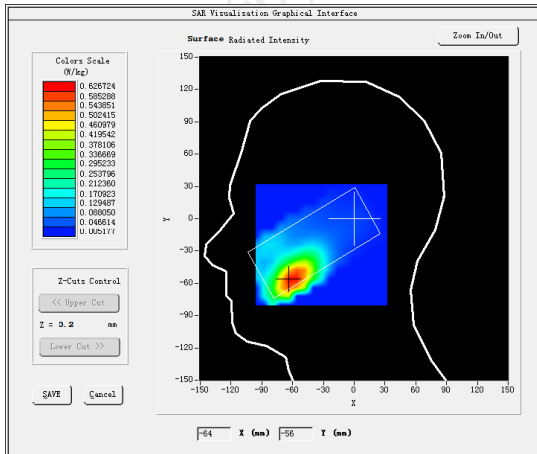 SAR Visualisation Graphical Interface
Surface Radiated Intensity
Zoom In/Out
Colors Scale
(W/kg)
0.626724
0.585288
0.543851
0.502415
0.460979
0.419542
0.378106
0.336669
0.295233
0.253796
0.212360
0.170923
0.129487
0.088050
0.046614
0.005177
150
120
90
60
30
0
-30
-60
-90
-120
-150
Y
-150 -120 -90 -60 -30 0 30 60 90 120 150
X
Z-Cuts Control
<< Upper Cut
Z = 0.2 mm
Lower Cut >>
SAVE Cancel
-64 X (mm) -56 Y (mm)